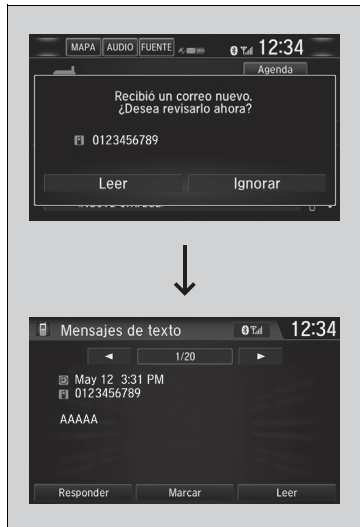 MAPA AUDIO FUENTE 12:34
Agenda
Recibió un correo nuevo.
¿Desea revisarlo ahora?
0123456789
Leer Ignorar
Mensajes de texto 12:34
1/20
May 12 3:31 PM
0123456789
AAAAA
Responder Marcar Leer